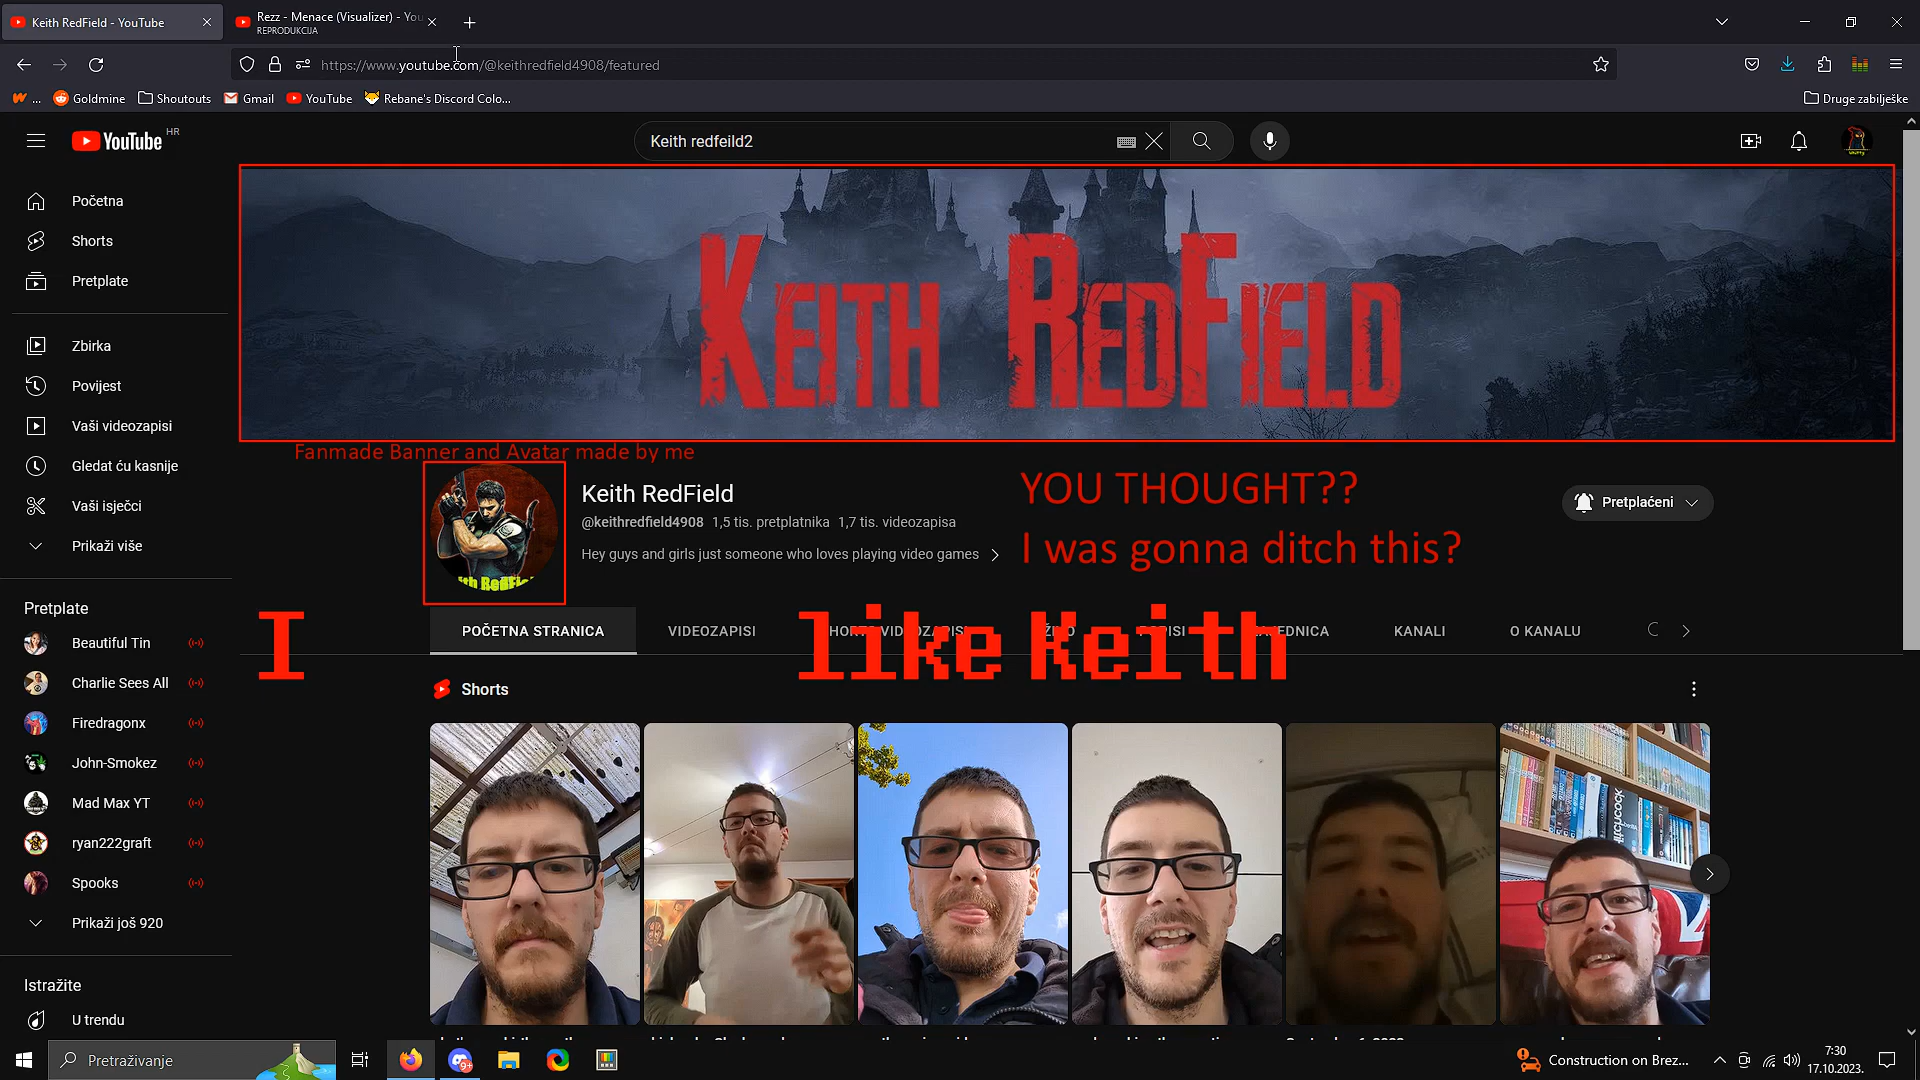 Keith RedField - YouTube
Rezz - Menace (Visualizer) - You
REPRODUKCIJA
https://www.youtube.com/@keithredfield4908/featured
...
Goldmine
Shoutouts
Gmail
YouTube
Rebane's Discord Colo...
Druge zabilješke
YouTube HR
Keith redfeild2
Početna
Shorts
Pretplate
Zbirka
Povijest
Vaši videozapisi
Gledat ću kasnije
Vaši isječci
Prikaži više
Pretplate
Beautiful Tin
Charlie Sees All
Firedragonx
John-Smokez
Mad Max YT
ryan222graft
Spooks
Prikaži još 920
Istražite
U trendu
KEITH REDFIELD
Fanmade Banner and Avatar made by me
Keith RedField
@keithredfield4908 1,5 tis. pretplatnika 1,7 tis. videozapisa
Hey guys and girls just someone who loves playing video games
YOU THOUGHT??
I was gonna ditch this?
Pretplaćeni
I like Keith
POČETNA STRANICA
VIDEOZAPISI
KANALI
O KANALU
Shorts
Pretraživanje
9+
Construction on Brez...
7:30
17.10.2023.